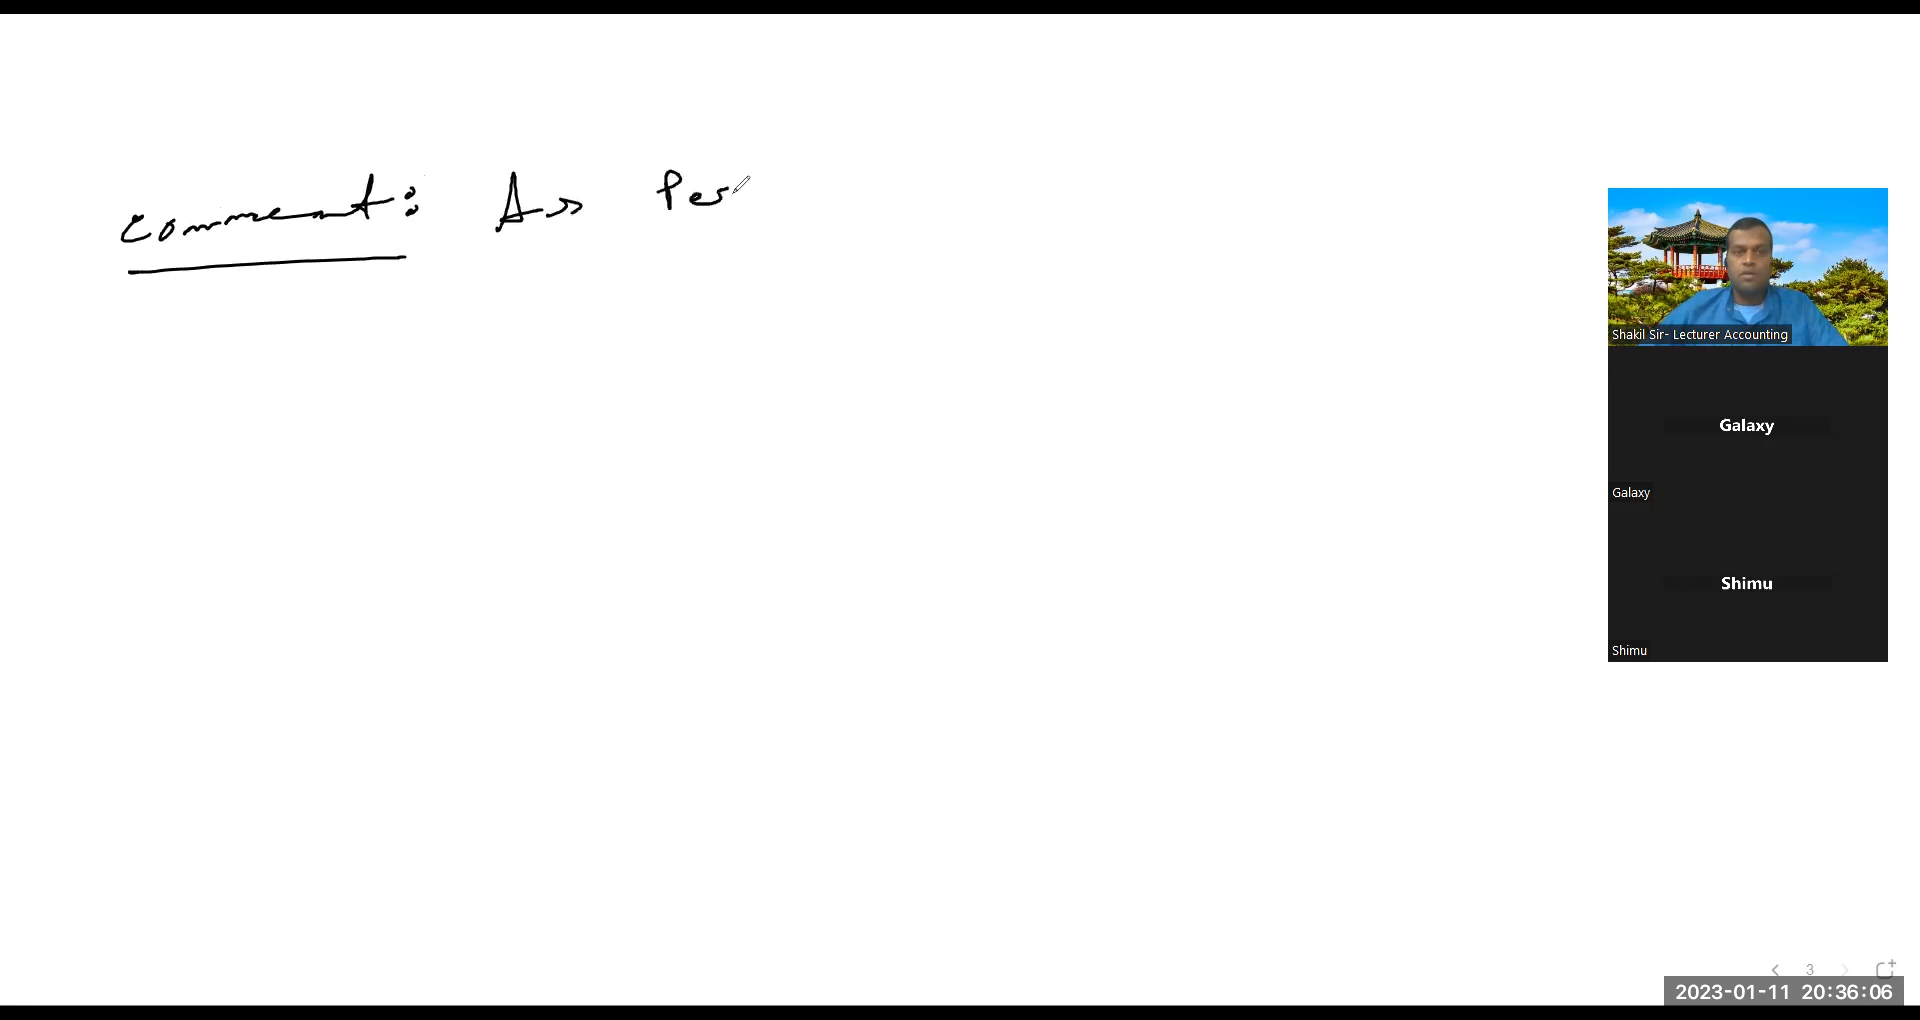 Comment: As Per
Shakil Sir- Lecturer Accounting
Galaxy
Galaxy
Shimu
Shimu
3
2023-01-11 20:36:06